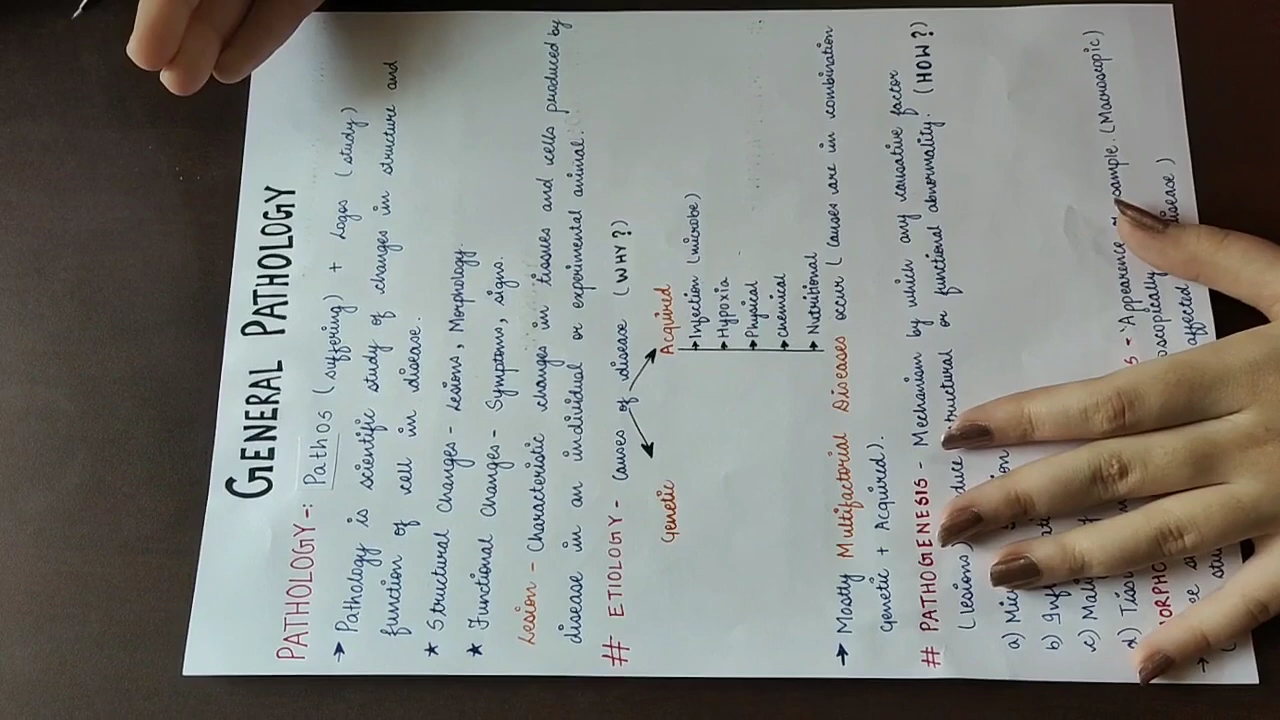 GENERAL PATHOLOGY
PATHOLOGY-: Pathos (suffering) + Logos (study)
→ Pathology is scientific study of changes in structure and
function of cell in disease.
★ Structural changes - Lesions, Morphology
★ Functional changes - Symptoms, signs.
Lesion - Characteristic changes in tissues and cells produced by
disease in an individual or experimental animal.
# ETIOLOGY - Causes of disease (WHY?)
Genetic Acquired
→ Infection (microbe)
→ Hypoxia
→ Physical
→ chemical
→ Nutritional
→ Mostly Multifactorial Diseases occur ( causes are in combination
Genetic + Acquired).
# PATHOGENESIS - Mechanism by which any causative factor
(Lesions) functional abnormality. (HOW?)
or
a)
b)
c)
d)
'Appearence sample. (Macroscopic)
→ affected